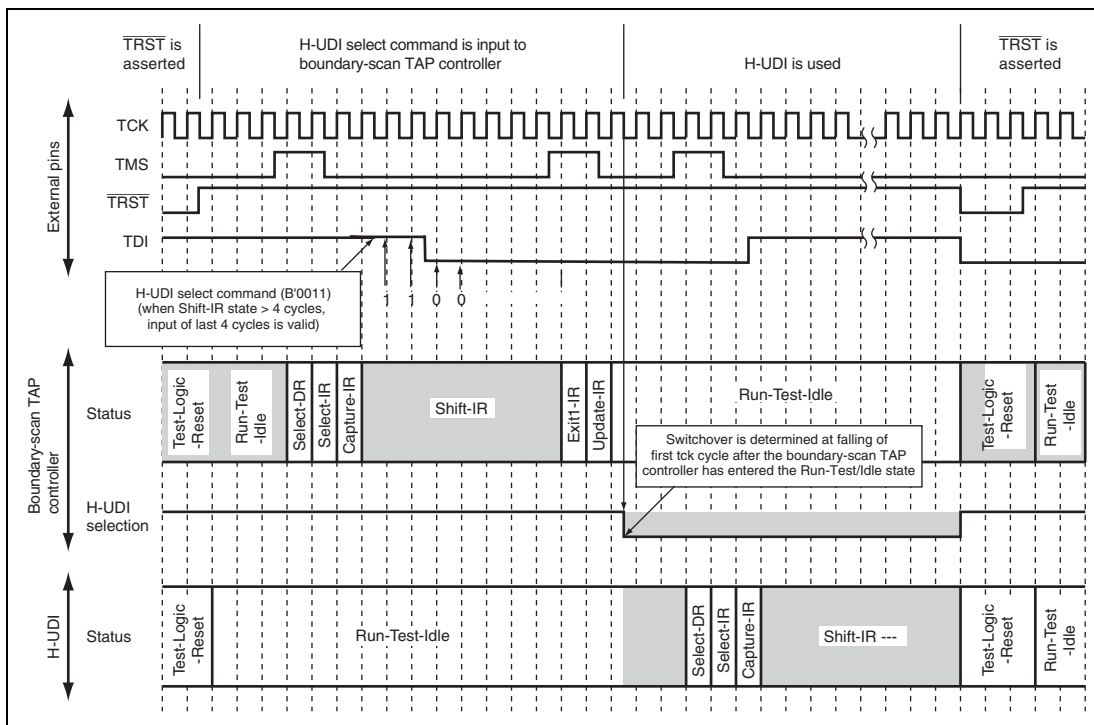 TRST is
asserted
H-UDI select command is input to
boundary-scan TAP controller
H-UDI is used
TRST is
asserted
External pins
TCK
TMS
TRST
TDI
H-UDI select command (B'0011)
(when Shift-IR state > 4 cycles,
input of last 4 cycles is valid)
1 1 0 0
Boundary-scan TAP
controller
Status
Test-Logic
-Reset
Run-Test
-Idle
Select-DR
Select-IR
Capture-IR
Shift-IR
Exit1-IR
Update-IR
Run-Test-Idle
Test-Logic
-Reset
Run-Test
-Idle
Switchover is determined at falling of
first tck cycle after the boundary-scan TAP
controller has entered the Run-Test/Idle state
H-UDI
selection
H-UDI
Status
Test-Logic
-Reset
Run-Test-Idle
Select-DR
Select-IR
Capture-IR
Shift-IR ---
Test-Logic
-Reset
Run-Test
-Idle